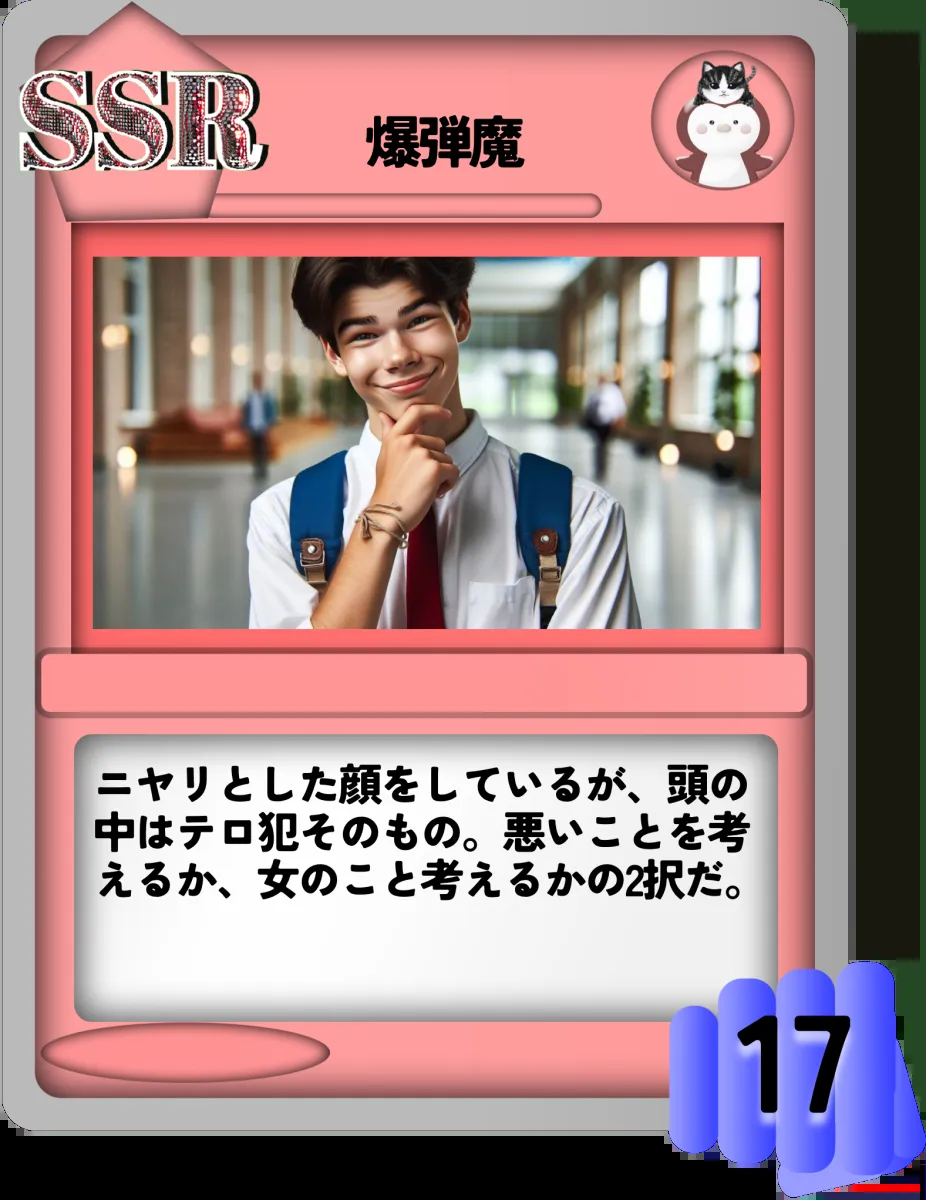 SSR
爆弾魔
ニヤリとした顔をしているが、頭の
中はテロ犯そのもの。悪いことを考
えるか、女のこと考えるかの2択だ。
17